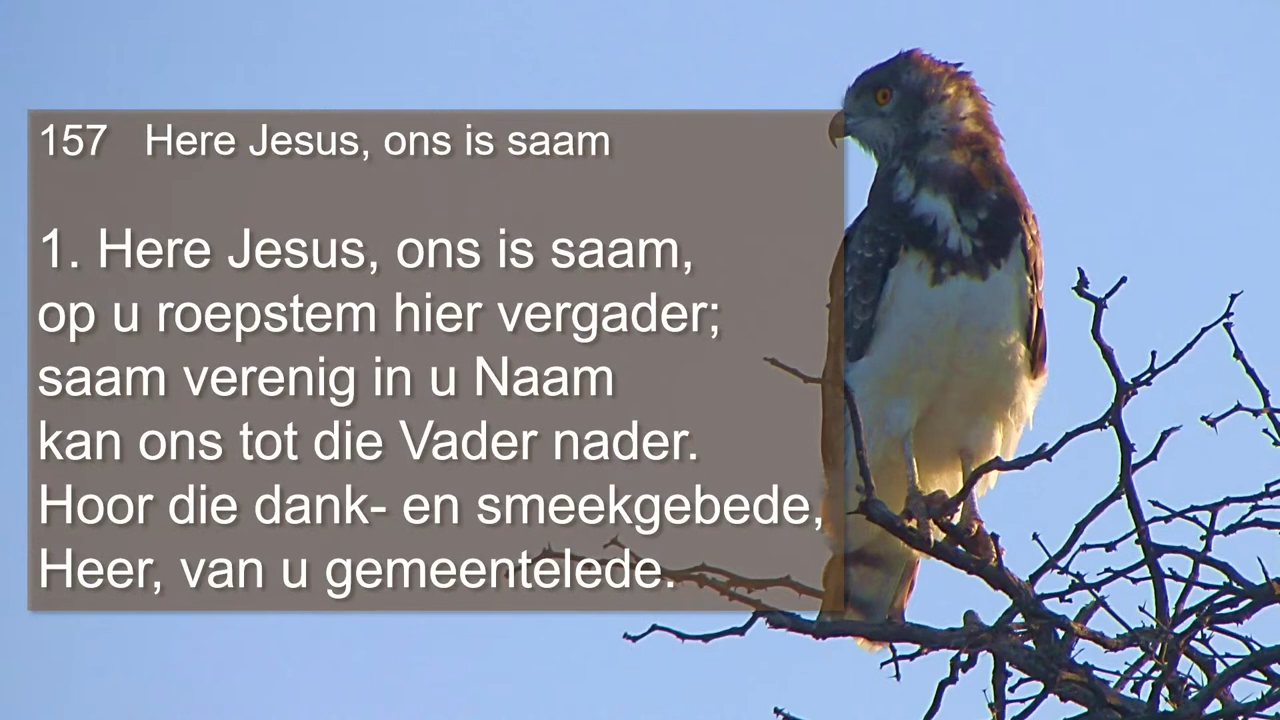 157 Here Jesus, ons is saam
1. Here Jesus, ons is saam,
op u roepstem hier vergader;
saam verenig in u Naam
kan ons tot die Vader nader.
Hoor die dank- en smeekgebede,
Heer, van u gemeentelede.